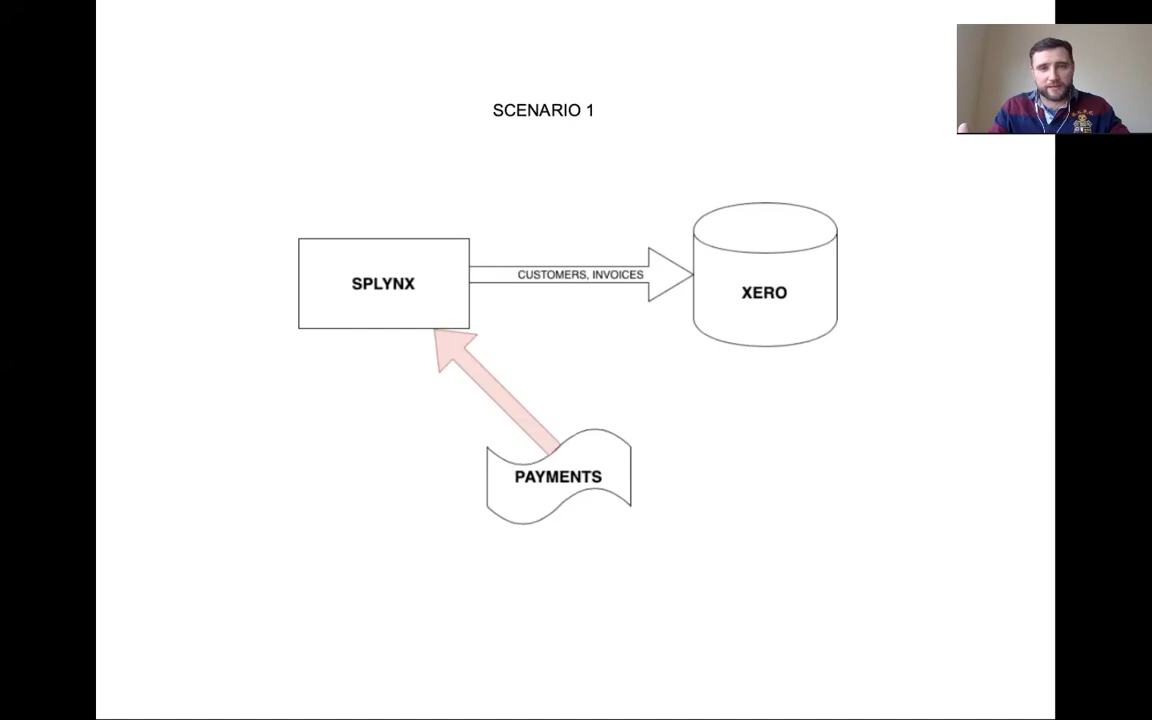 SCENARIO 1
SPLYNX
CUSTOMERS, INVOICES
XERO
PAYMENTS